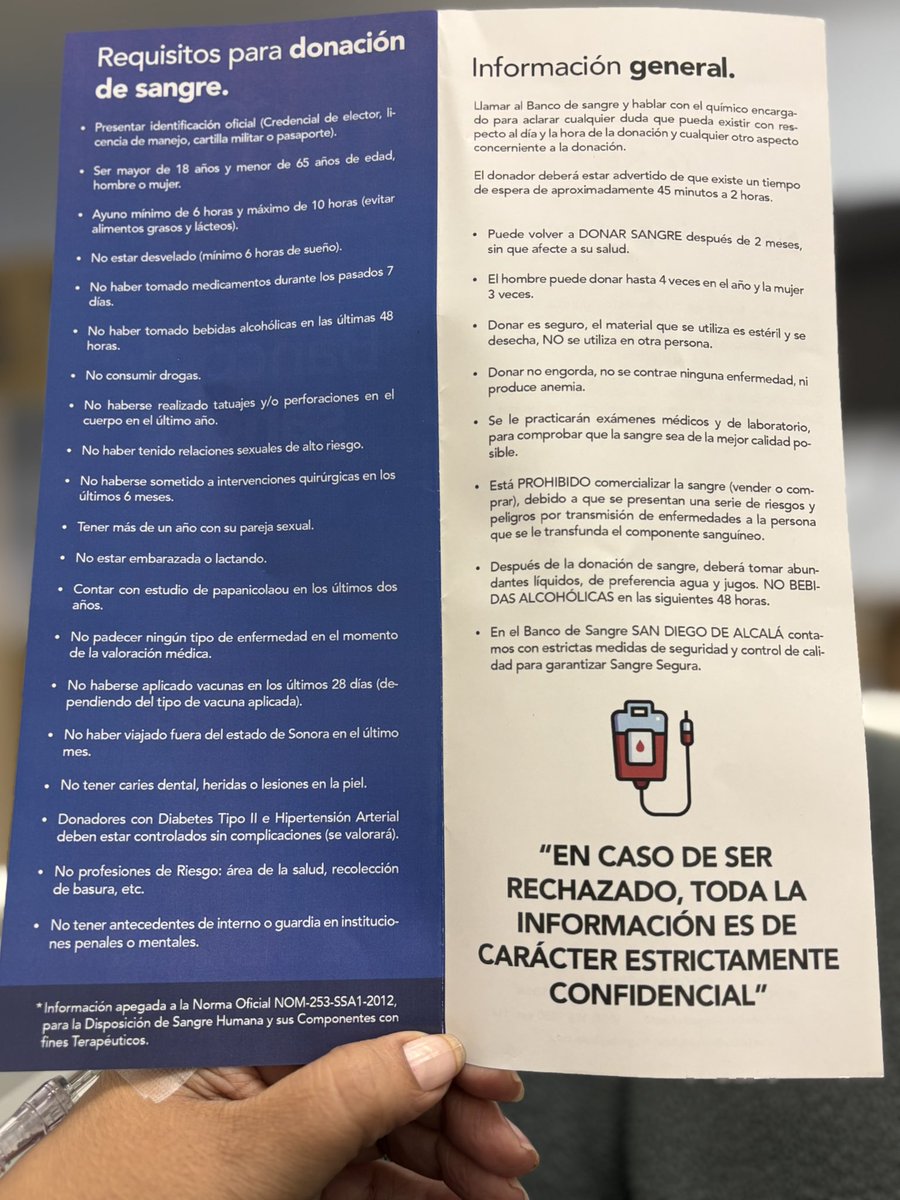 Requisitos para donación
de sangre.
• Presentar identificación oficial (Credencial de elector, li-
cencia de manejo, cartilla militar o pasaporte).
• Ser mayor de 18 años y menor de 65 años de edad,
hombre o mujer.
• Ayuno mínimo de 6 horas y máximo de 10 horas (evitar
alimentos grasos y lácteos).
• No estar desvelado (mínimo 6 horas de sueño).
• No haber tomado medicamentos durante los pasados 7
días.
• No haber tomado bebidas alcohólicas en las últimas 48
horas.
• No consumir drogas.
• No haberse realizado tatuajes y/o perforaciones en el
cuerpo en el último año.
• No haber tenido relaciones sexuales de alto riesgo.
• No haberse sometido a intervenciones quirúrgicas en los
últimos 6 meses.
• Tener más de un año con su pareja sexual.
• No estar embarazada o lactando.
• Contar con estudio de papanicolaou en los últimos dos
años.
• No padecer ningún tipo de enfermedad en el momento
de la valoración médica.
• No haberse aplicado vacunas en los últimos 28 días (de-
pendiendo del tipo de vacuna aplicada).
• No haber viajado fuera del estado de Sonora en el último
mes.
• No tener caries dental, heridas o lesiones en la piel.
• Donadores con Diabetes Tipo II e Hipertensión Arterial
deben estar controlados sin complicaciones (se valorará).
• No profesiones de Riesgo: área de la salud, recolección
de basura, etc.
• No tener antecedentes de interno o guardia en institucio-
nes penales o mentales.
*Información apegada a la Norma Oficial NOM-253-SSA1-2012,
para la Disposición de Sangre Humana y sus Componentes con
fines Terapéuticos.
Información general.
Llamar al Banco de sangre y hablar con el químico encarga-
do para aclarar cualquier duda que pueda existir con res-
pecto al día y la hora de la donación y cualquier otro aspecto
concerniente a la donación.
El donador deberá estar advertido de que existe un tiempo
de espera de aproximadamente 45 minutos a 2 horas.
• Puede volver a DONAR SANGRE después de 2 meses,
sin que afecte a su salud.
• El hombre puede donar hasta 4 veces en el año y la mujer
3 veces.
• Donar es seguro, el material que se utiliza es estéril y se
desecha, NO se utiliza en otra persona.
• Donar no engorda, no se contrae ninguna enfermedad, ni
produce anemia.
• Se le practicarán exámenes médicos y de laboratorio,
para comprobar que la sangre sea de la mejor calidad po-
sible.
• Está PROHIBIDO comercializar la sangre (vender o com-
prar), debido a que se presentan una serie de riesgos y
peligros por transmisión de enfermedades a la persona
que se le transfunda el componente sanguíneo.
• Después de la donación de sangre, deberá tomar abun-
dantes líquidos, de preferencia agua y jugos. NO BEBI-
DAS ALCOHÓLICAS en las siguientes 48 horas.
• En el Banco de Sangre SAN DIEGO DE ALCALÁ conta-
mos con estrictas medidas de seguridad y control de cali-
dad para garantizar Sangre Segura.
“EN CASO DE SER
RECHAZADO, TODA LA
INFORMACIÓN ES DE
CARÁCTER ESTRICTAMENTE
CONFIDENCIAL”